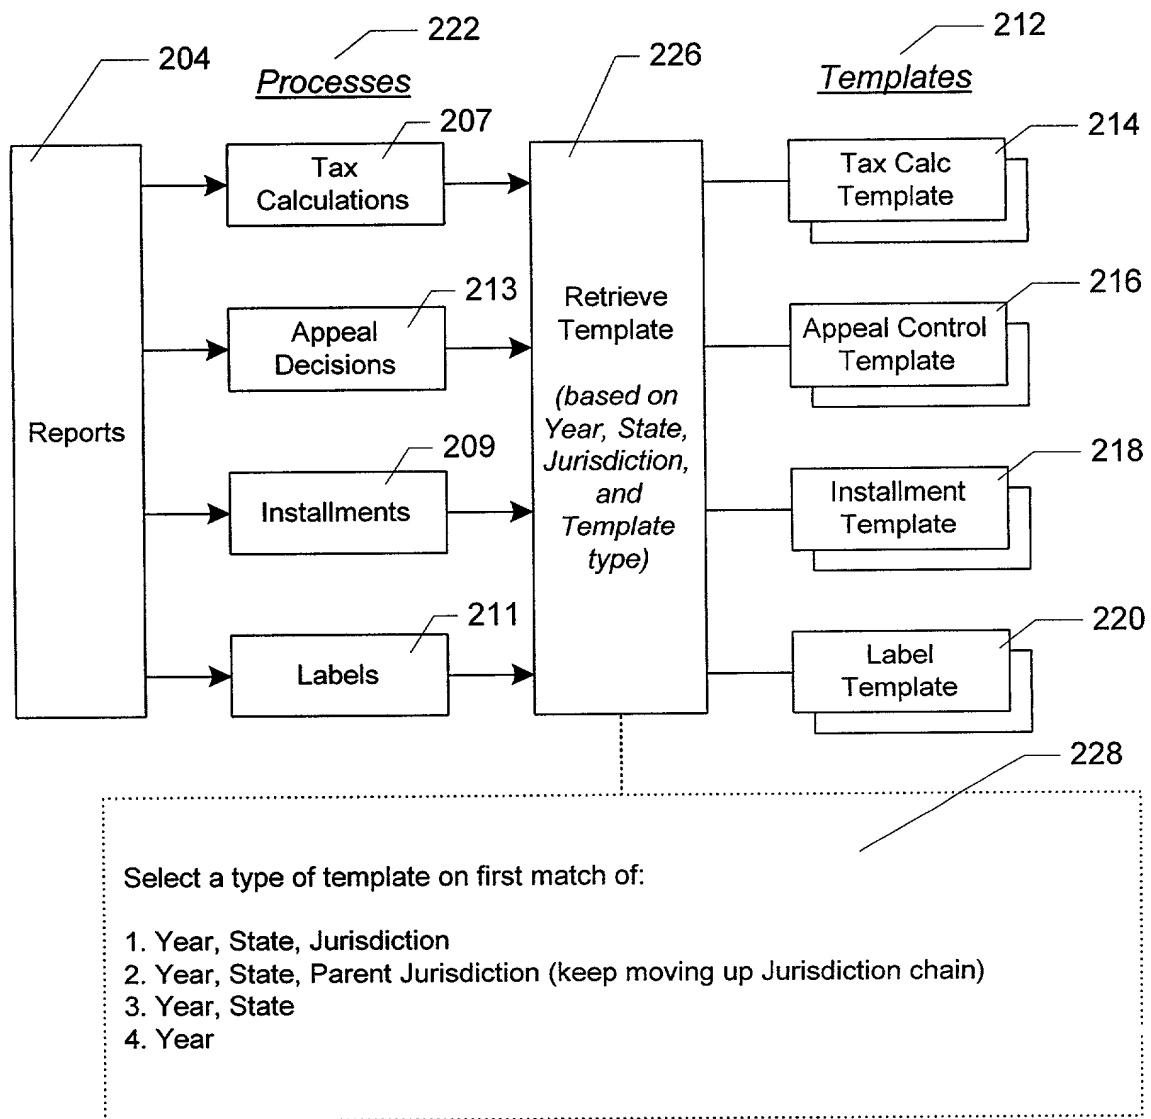 222
212
204
Processes
226
Templates
207
214
Tax
Calculations
Tax Calc
Template
213
216
Appeal
Decisions
Retrieve
Template
Appeal Control
Template
(based on
Year, State,
Jurisdiction,
and
Template
type)
Reports
209
218
Installments
Installment
Template
211
220
Labels
Label
Template
228
Select a type of template on first match of:
1. Year, State, Jurisdiction
2. Year, State, Parent Jurisdiction (keep moving up Jurisdiction chain)
3. Year, State
4. Year